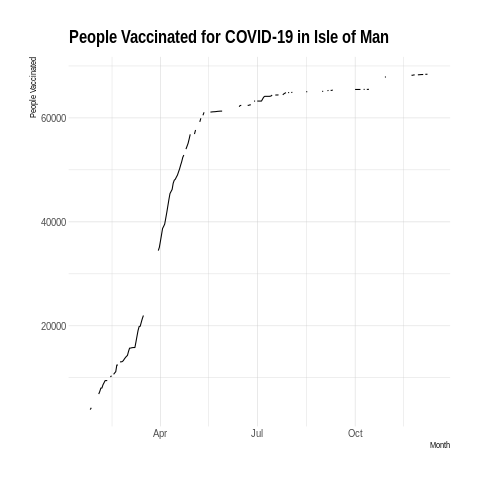 People Vaccinated for COVID-19 in Isle of Man
People Vaccinated
60000
40000
20000
Apr Jul Oct
Month